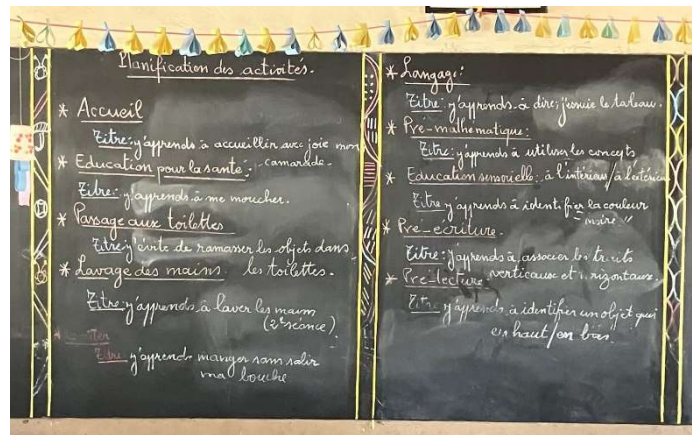 Planification des activités.
* Accueil
Titre: j'apprends à accueillir avec joie mon
camarade.
* Education pour la santé:
Titre: j'apprends à me moucher.
* Passage aux toilettes
Titre: j'évite de ramasser les objets dans
les toilettes.
* Lavage des mains.
Titre: j'apprends à laver les mains
(2e séance)
Titre: j'apprends manger sans salir
ma bouche
* Langage:
Titre: j'apprends à dire; j'essuie le tableau.
* Pré-mathématique:
Titre: j'apprends à utiliser les concepts
à l'intérieur/à l'extérieur
* Education sensorielle:
Titre j'apprends à identifier la couleur
"noire"
* Pré-ecriture.
Titre: j'apprends à associer les traits
verticaux et
* Pré-lecture:
Titre: j'apprends à identifier un objet qui
en haut/en bas"